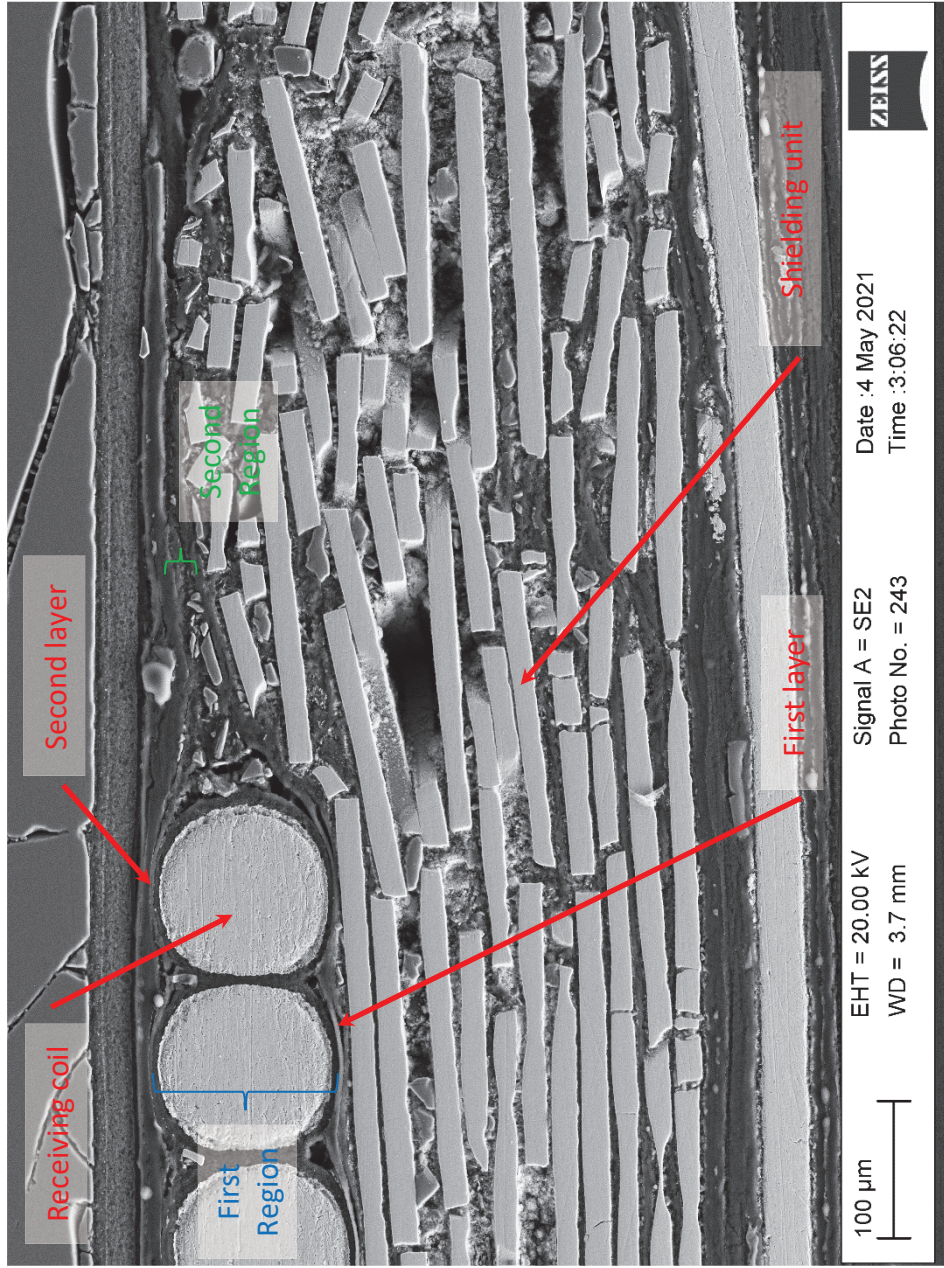 Receiving coil
Second layer
First
Region
Second
Region
First layer
Shielding unit
100 µm
EHT = 20.00 kV
WD = 3.7 mm
Signal A = SE2
Photo No. = 243
Date :4 May 2021
Time :3:06:22
ZEISS